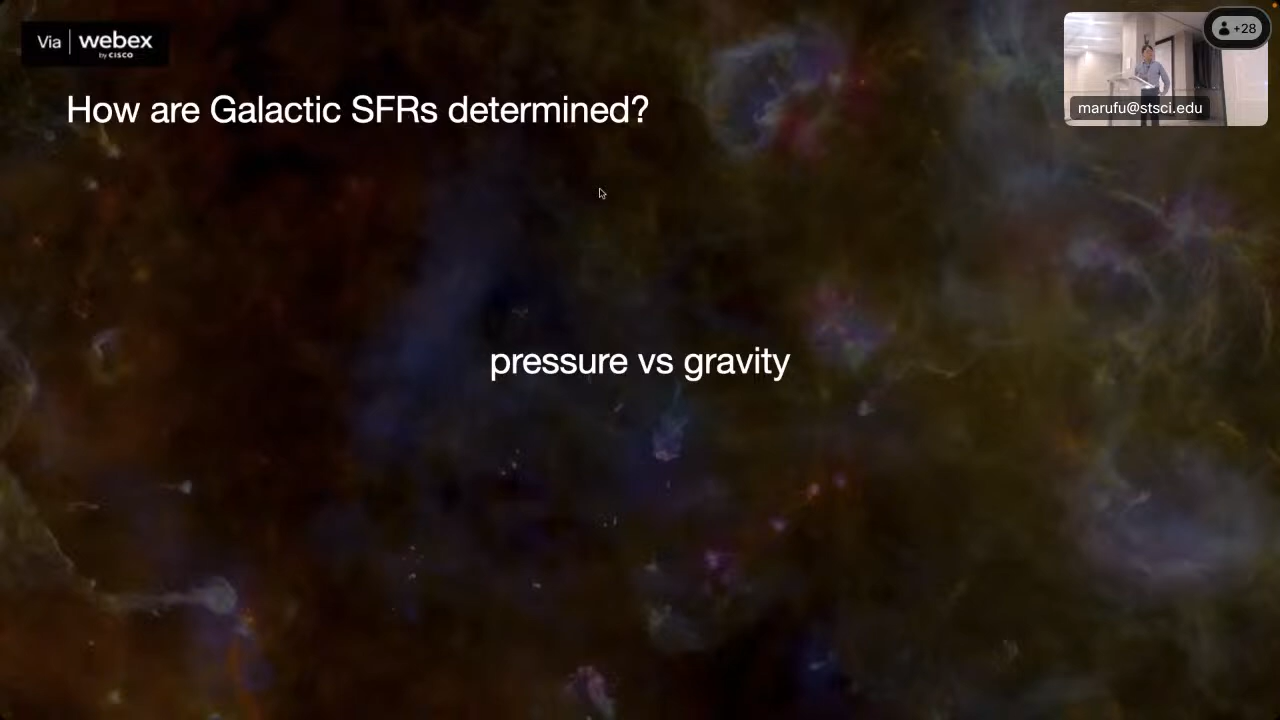 Via | webex
by CISCO
+28
marufu@stsci.edu
How are Galactic SFRs determined?
pressure vs gravity